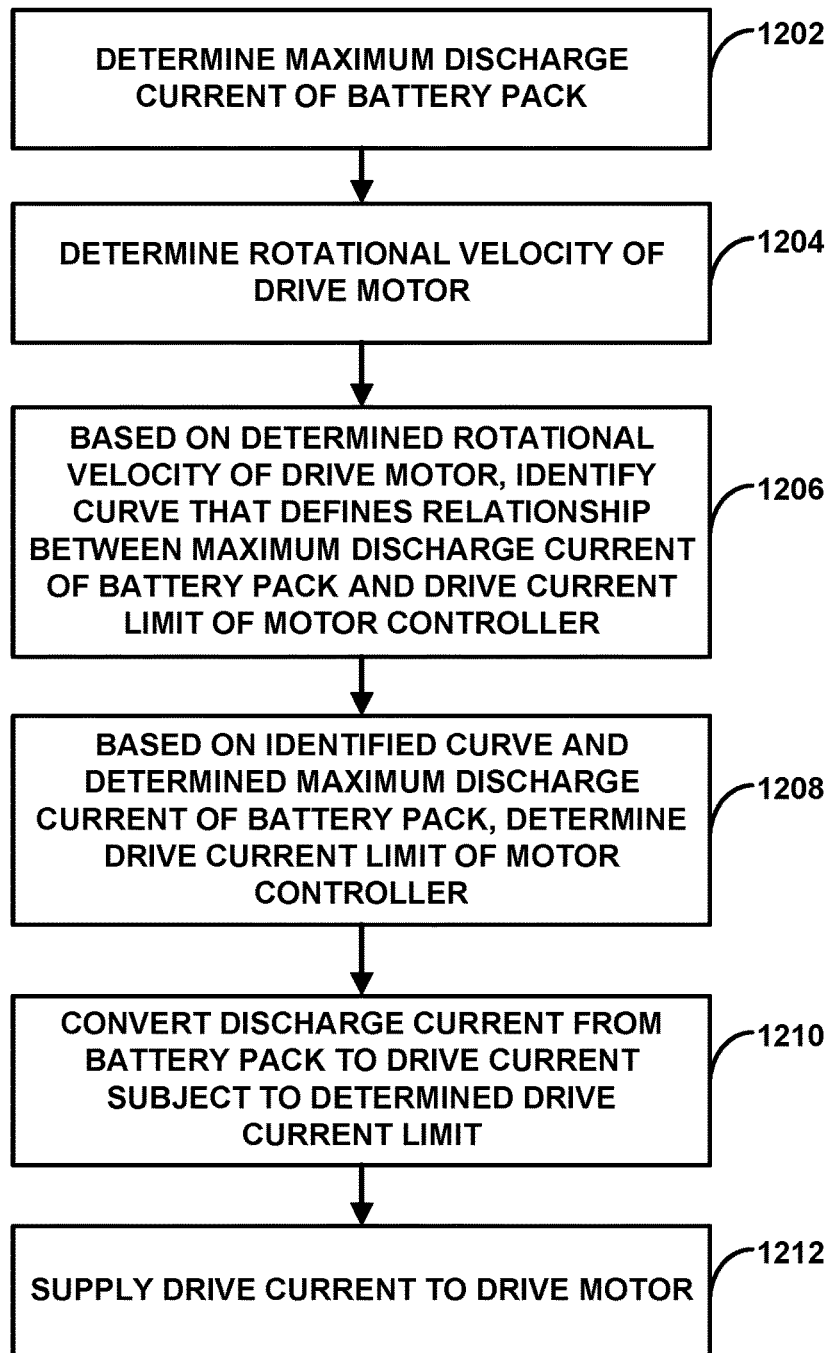 1202
DETERMINE MAXIMUM DISCHARGE
CURRENT OF BATTERY PACK
1204
DETERMINE ROTATIONAL VELOCITY OF
DRIVE MOTOR
1206
BASED ON DETERMINED ROTATIONAL
VELOCITY OF DRIVE MOTOR, IDENTIFY
CURVE THAT DEFINES RELATIONSHIP
BETWEEN MAXIMUM DISCHARGE CURRENT
OF BATTERY PACK AND DRIVE CURRENT
LIMIT OF MOTOR CONTROLLER
1208
BASED ON IDENTIFIED CURVE AND
DETERMINED MAXIMUM DISCHARGE
CURRENT OF BATTERY PACK, DETERMINE
DRIVE CURRENT LIMIT OF MOTOR
CONTROLLER
1210
CONVERT DISCHARGE CURRENT FROM
BATTERY PACK TO DRIVE CURRENT
SUBJECT TO DETERMINED DRIVE
CURRENT LIMIT
1212
SUPPLY DRIVE CURRENT TO DRIVE MOTOR